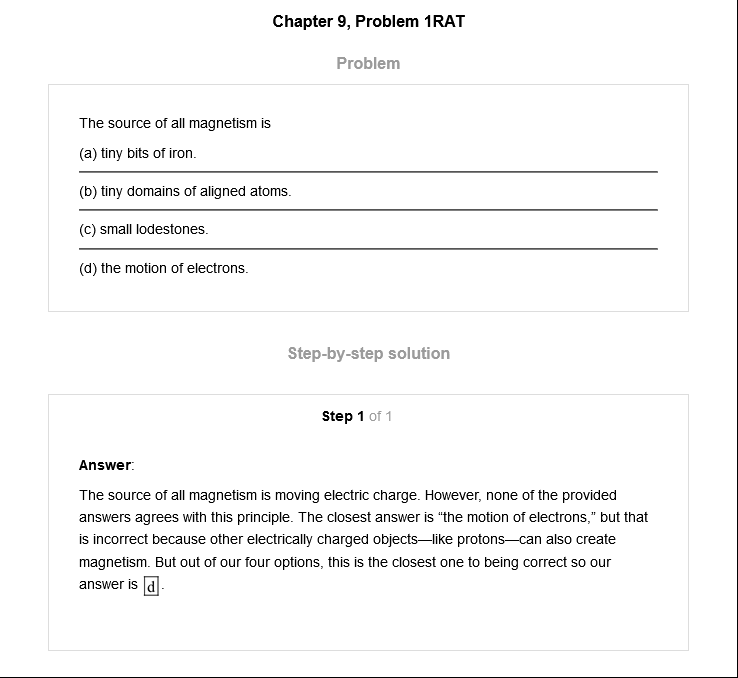 Chapter 9, Problem 1RAT
Problem
The source of all magnetism is
(a) tiny bits of iron.
(b) tiny domains of aligned atoms.
(c) small lodestones.
(d) the motion of electrons.
Step-by-step solution
Step 1 of 1
Answer:
The source of all magnetism is moving electric charge. However, none of the provided
answers agrees with this principle. The closest answer is “the motion of electrons,” but that
is incorrect because other electrically charged objects—like protons—can also create
magnetism. But out of our four options, this is the closest one to being correct so our
answer is d.